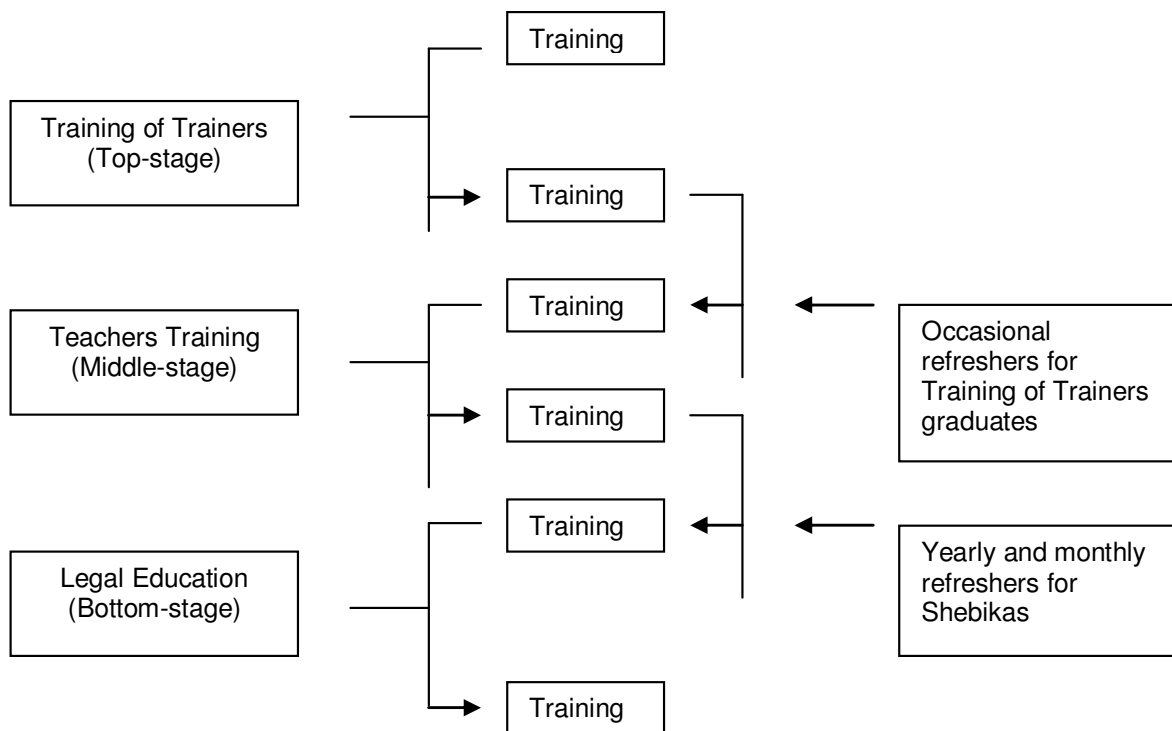 Training
Training of Trainers
(Top-stage)
Training
Training
Teachers Training
(Middle-stage)
Occasional
refreshers for
Training of Trainers
graduates
Training
Training
Legal Education
(Bottom-stage)
Yearly and monthly
refreshers for
Shebikas
Training